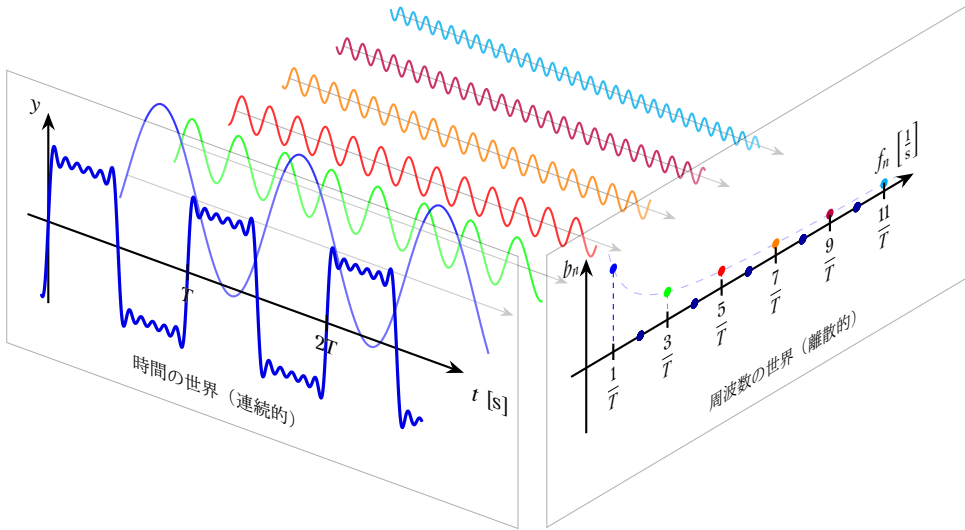 y
T
2T
t [s]
時間の世界（連続的）
b_n
f_n [1/s]
1/T
3/T
5/T
7/T
9/T
11/T
周波数の世界（離散的）